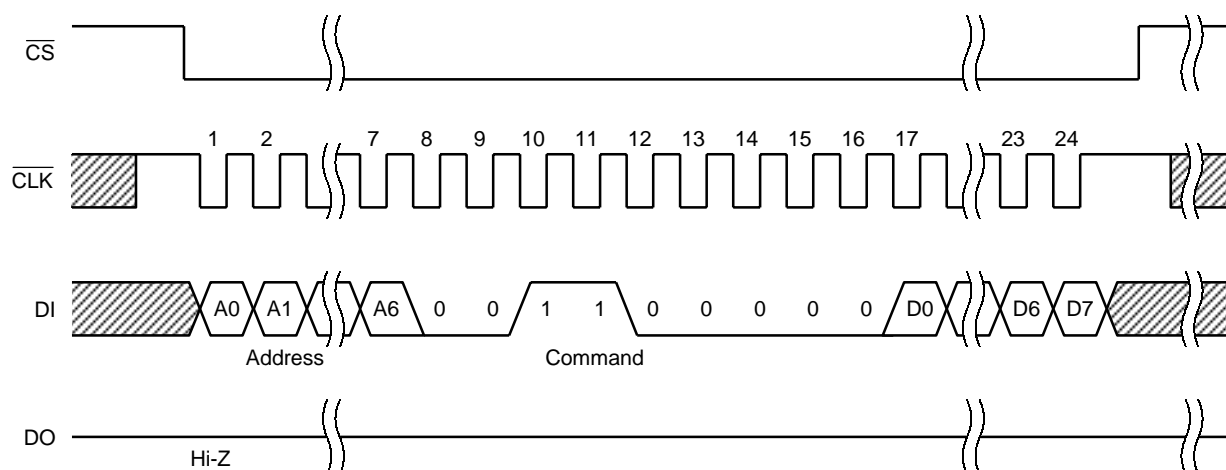 CS
1 2 7 8 9 10 11 12 13 14 15 16 17 23 24
CLK
DI A0 A1 A6 0 0 1 1 0 0 0 0 0 D0 D6 D7
Address Command
DO
Hi-Z